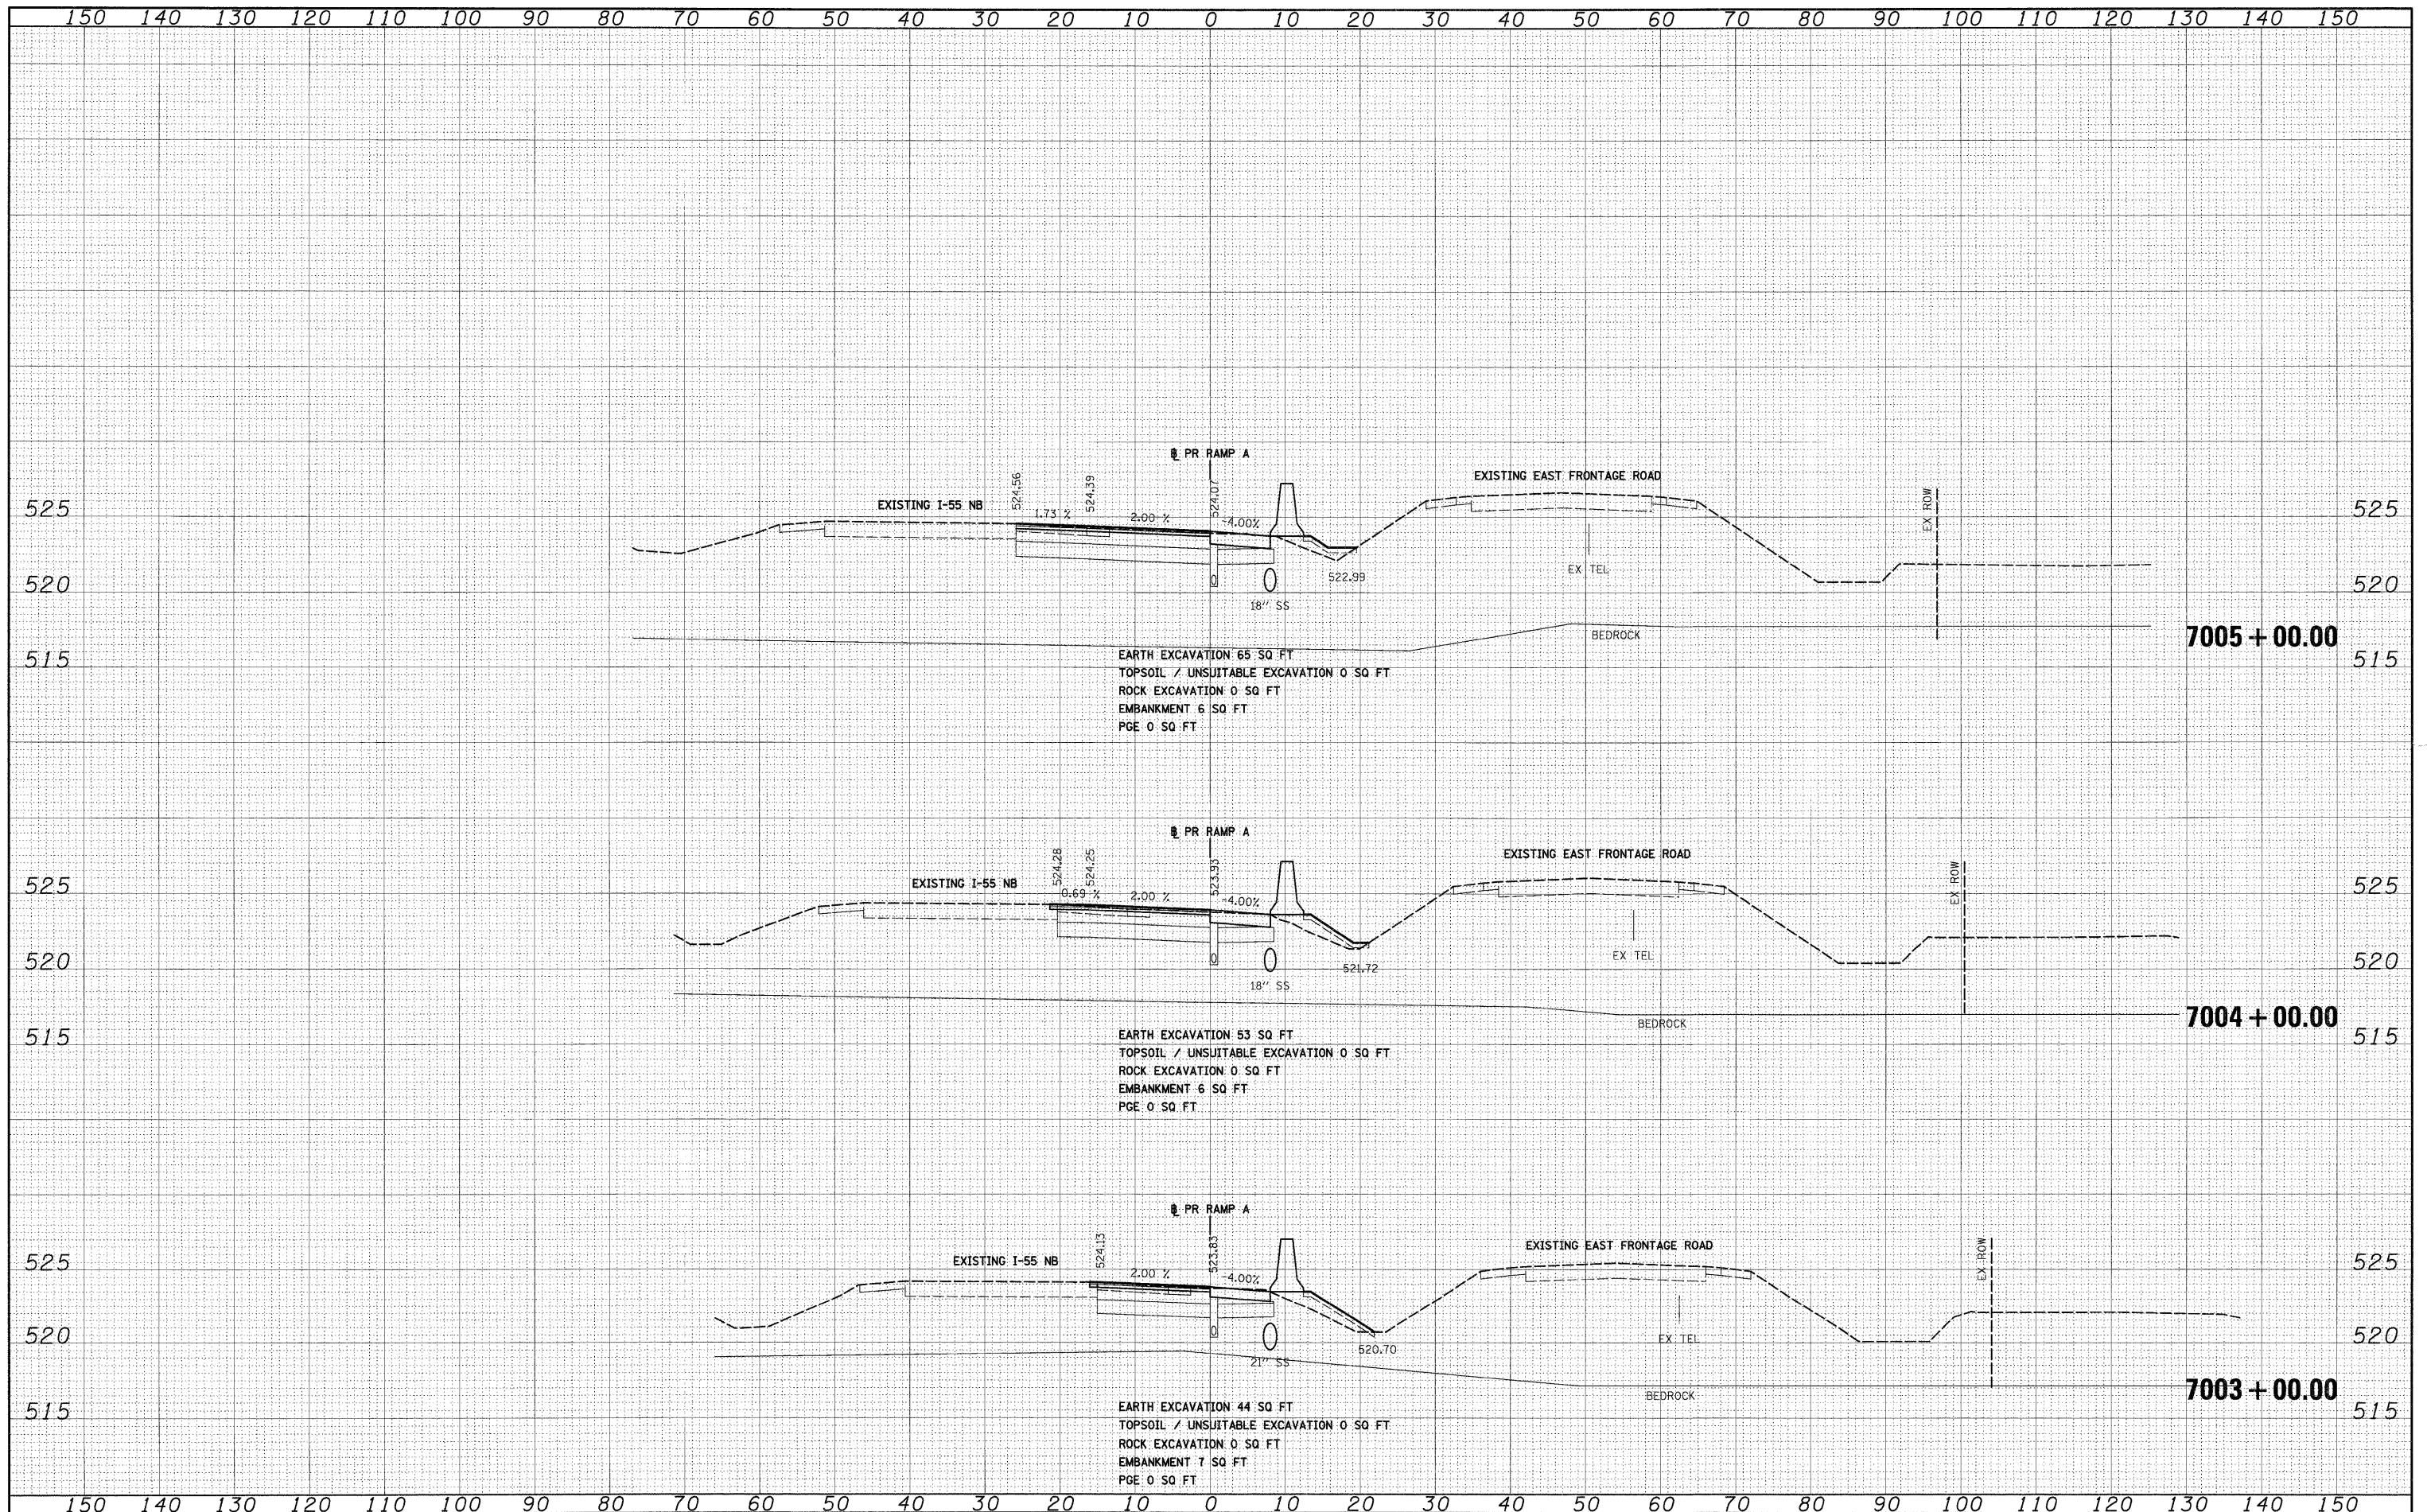 150 140 130 120 110 100 90 80 70 60 50 40 30 20 10 0 10 20 30 40 50 60 70 80 90 100 110 120 130 140 150
℄ PR RAMP A
EXISTING I-55 NB
524.56
1.73 %
524.39
2.00 %
524.07
-4.00%
EXISTING EAST FRONTAGE ROAD
EX ROW
525 525
EX TEL
522.99
520 520
18" SS
BEDROCK
7005+00.00
515 515
EARTH EXCAVATION 65 SQ FT
TOPSOIL / UNSUITABLE EXCAVATION 0 SQ FT
ROCK EXCAVATION 0 SQ FT
EMBANKMENT 6 SQ FT
PGE 0 SQ FT
℄ PR RAMP A
EXISTING I-55 NB
524.28
0.69 %
524.25
2.00 %
523.93
-4.00%
EXISTING EAST FRONTAGE ROAD
EX ROW
525 525
EX TEL
521.72
520 520
18" SS
BEDROCK
7004+00.00
515 515
EARTH EXCAVATION 53 SQ FT
TOPSOIL / UNSUITABLE EXCAVATION 0 SQ FT
ROCK EXCAVATION 0 SQ FT
EMBANKMENT 6 SQ FT
PGE 0 SQ FT
℄ PR RAMP A
EXISTING I-55 NB
524.13
2.00 %
523.83
-4.00%
EXISTING EAST FRONTAGE ROAD
EX ROW
525 525
EX TEL
520.70
520 520
21" SS
BEDROCK
7003+00.00
515 515
EARTH EXCAVATION 44 SQ FT
TOPSOIL / UNSUITABLE EXCAVATION 0 SQ FT
ROCK EXCAVATION 0 SQ FT
EMBANKMENT 7 SQ FT
PGE 0 SQ FT
150 140 130 120 110 100 90 80 70 60 50 40 30 20 10 0 10 20 30 40 50 60 70 80 90 100 110 120 130 140 150